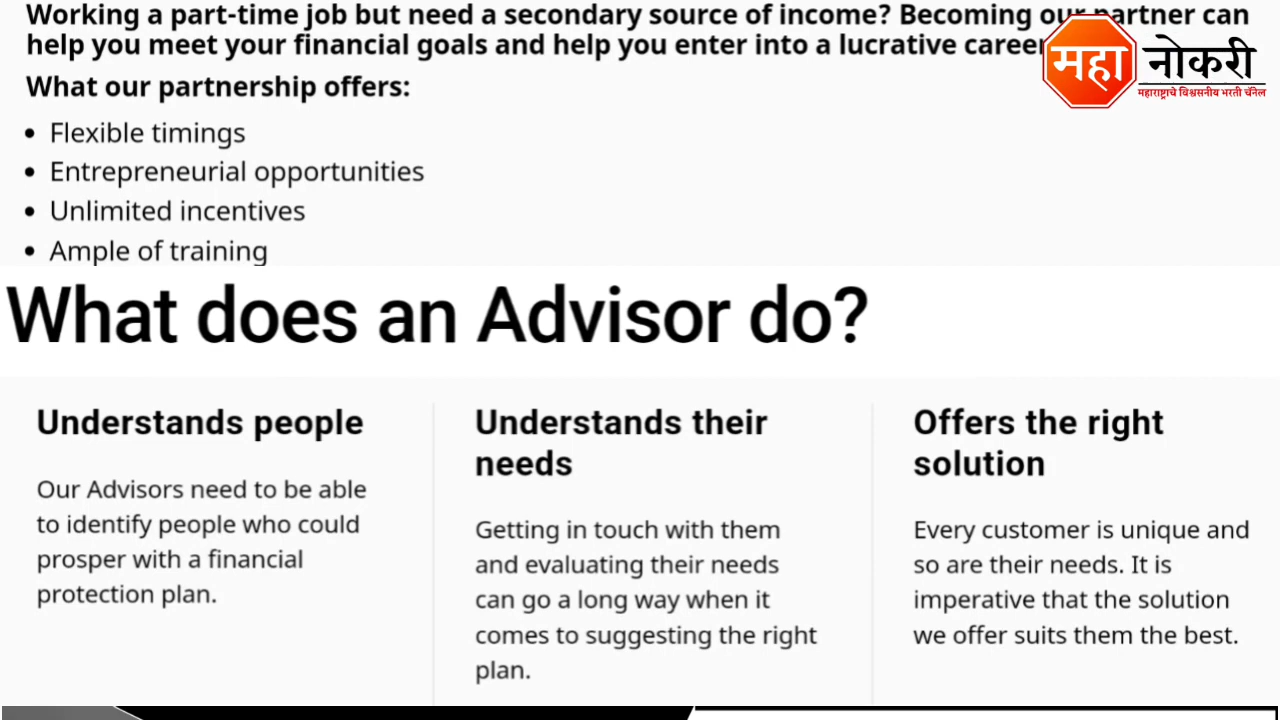 Working a part-time job but need a secondary source of income? Becoming our partner can
help you meet your financial goals and help you enter into a lucrative career
महा नोकरी
महाराष्ट्राचे विश्वसनीय भरती चॅनेल
What our partnership offers:
• Flexible timings
• Entrepreneurial opportunities
• Unlimited incentives
• Ample of training
What does an Advisor do?
Understands people
Our Advisors need to be able
to identify people who could
prosper with a financial
protection plan.
Understands their
needs
Getting in touch with them
and evaluating their needs
can go a long way when it
comes to suggesting the right
plan.
Offers the right
solution
Every customer is unique and
so are their needs. It is
imperative that the solution
we offer suits them the best.